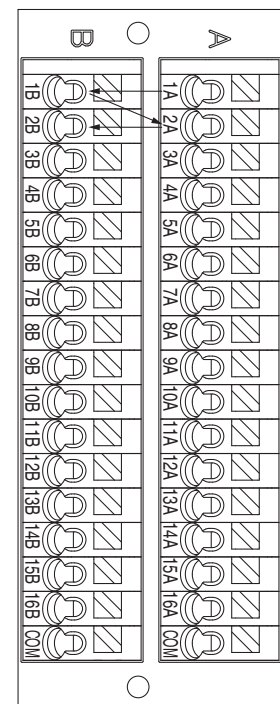 B A
1B 1A
2B 2A
3B 3A
4B 4A
5B 5A
6B 6A
7B 7A
8B 8A
9B 9A
10B 10A
11B 11A
12B 12A
13B 13A
14B 14A
15B 15A
16B 16A
COM COM